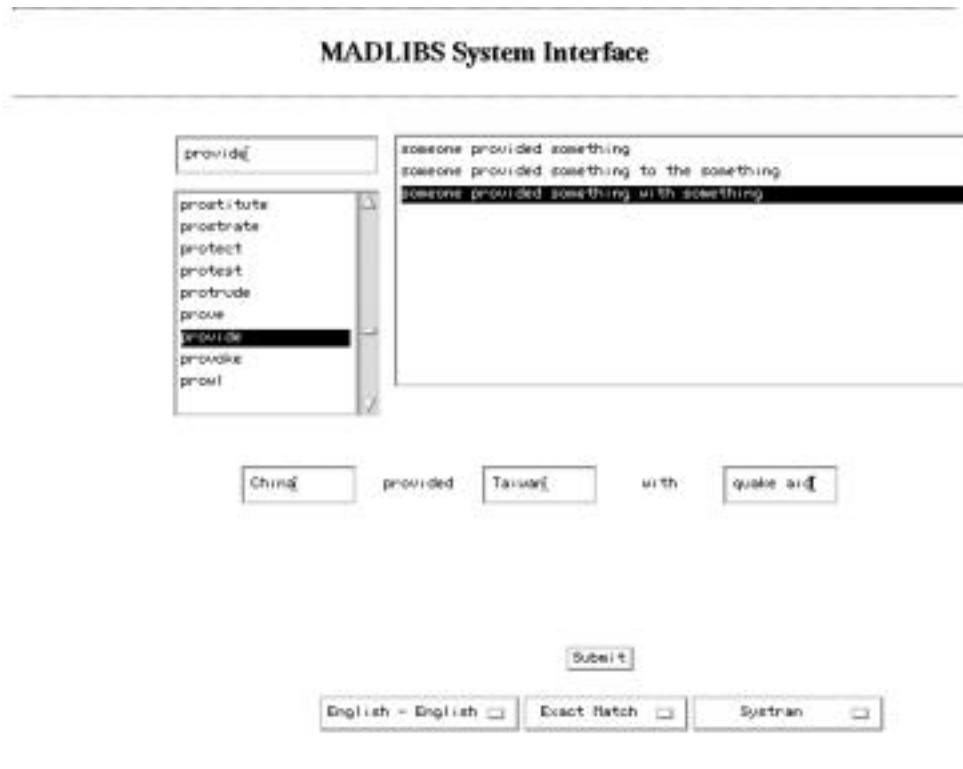 MADLIBS System Interface
provide
prostitute
prostrate
protect
protest
protrude
prove
provide
provoke
prowl
someone provided something
someone provided something to the something
someone provided something with something
China provided Taiwan with quake aid
Submit
English - English Exact Match Systran